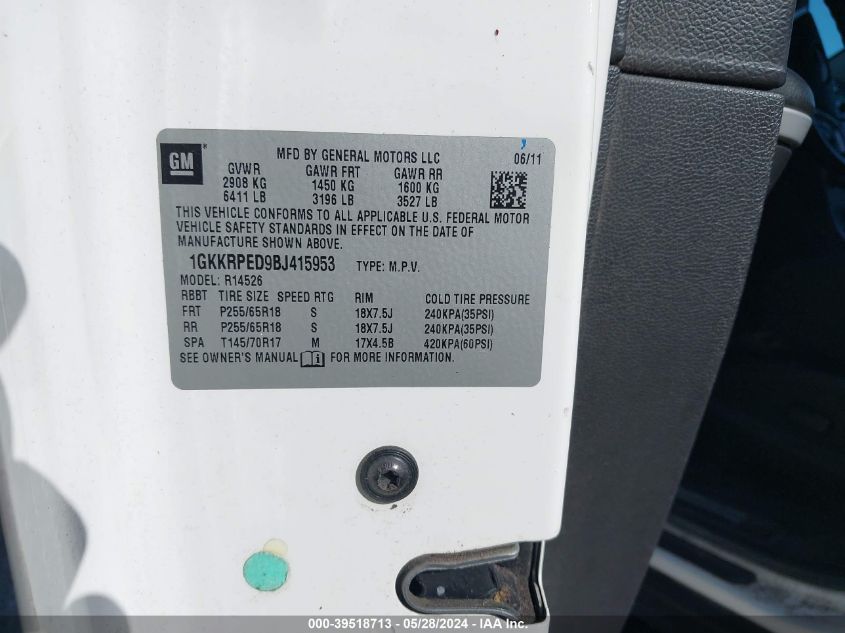 GM
MFD BY GENERAL MOTORS LLC 06/11
GVWR GAWR FRT GAWR RR
2908 KG 1450 KG 1600 KG
6411 LB 3196 LB 3527 LB
THIS VEHICLE CONFORMS TO ALL APPLICABLE U.S. FEDERAL MOTOR
VEHICLE SAFETY STANDARDS IN EFFECT ON THE DATE OF
MANUFACTURE SHOWN ABOVE.
1GKKRPED9BJ415953 TYPE: M.P.V.
MODEL: R14526
RBBT TIRE SIZE SPEED RTG RIM COLD TIRE PRESSURE
FRT P255/65R18 S 18X7.5J 240KPA(35PSI)
RR P255/65R18 S 18X7.5J 240KPA(35PSI)
SPA T145/70R17 M 17X4.5B 420KPA(60PSI)
SEE OWNER'S MANUAL FOR MORE INFORMATION.
000-39518713 - 05/28/2024 - IAA Inc.